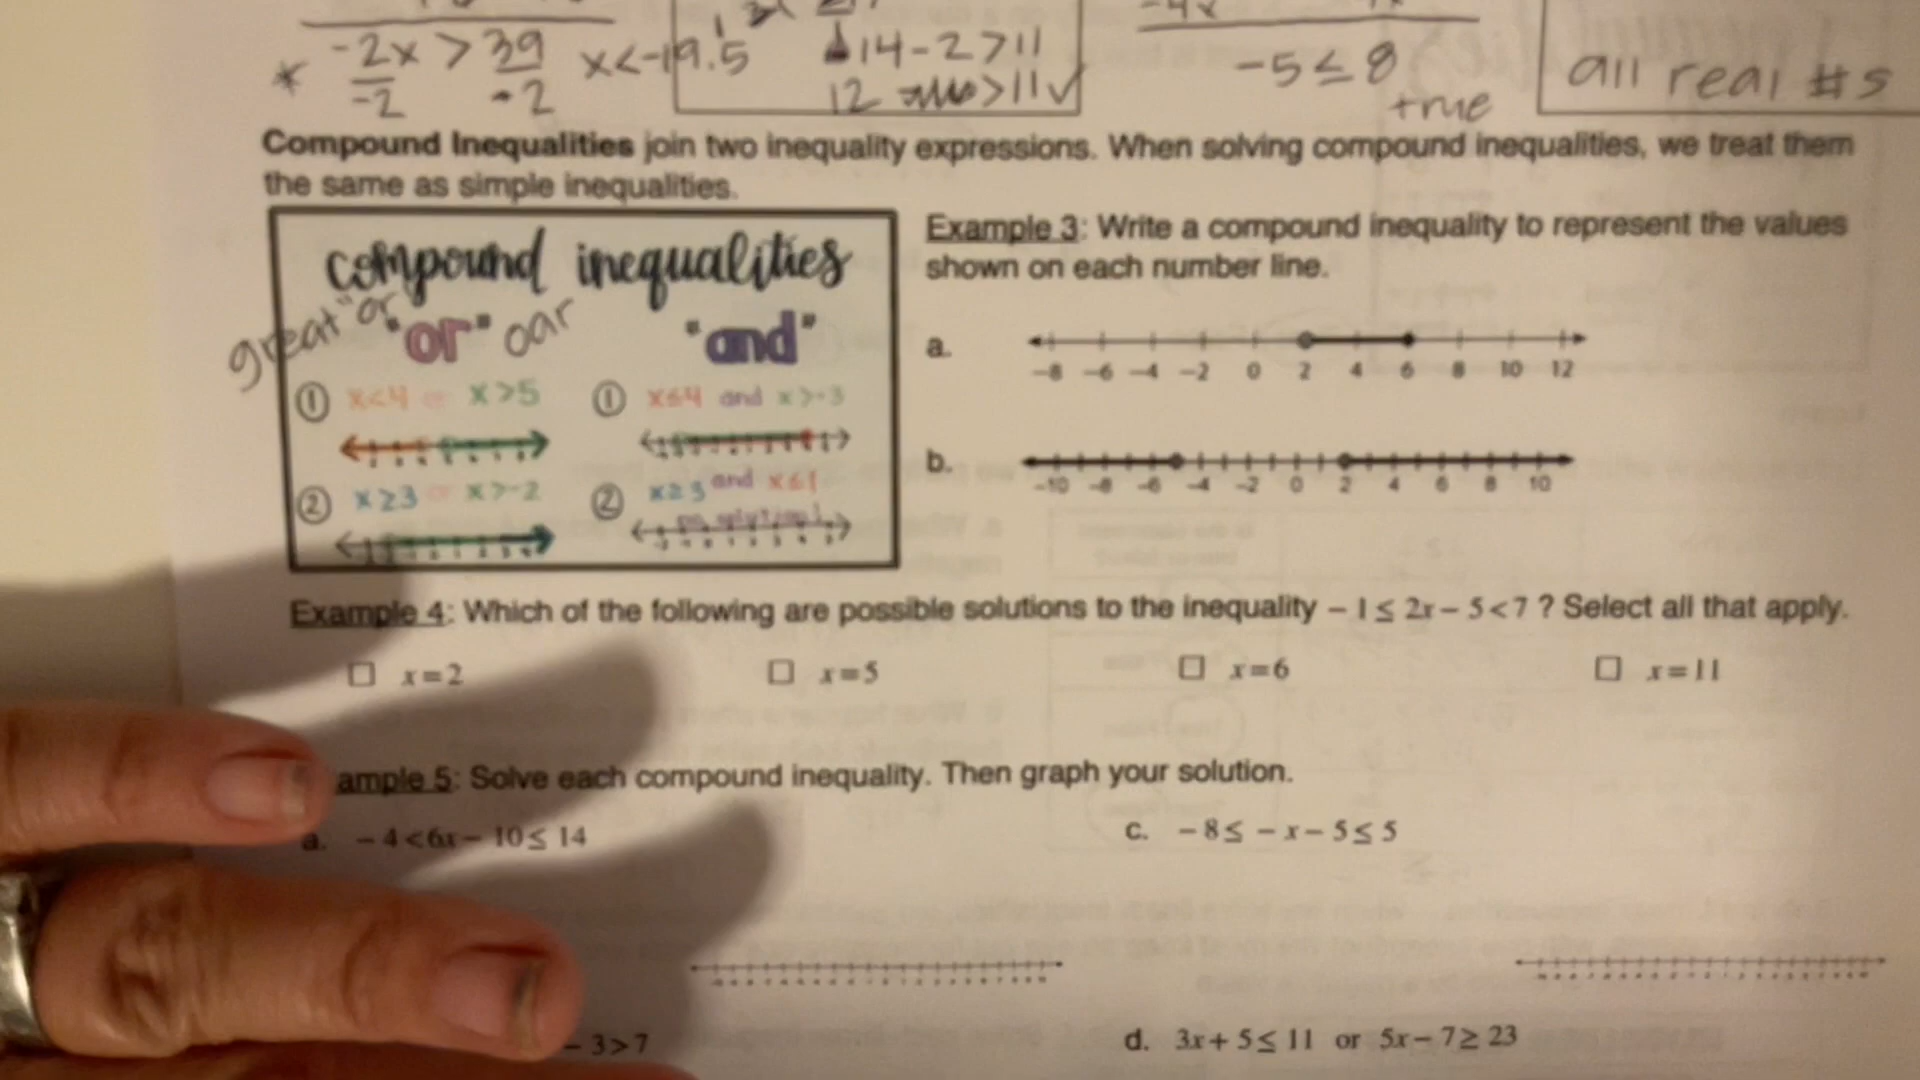 -2x > 39 x<-19.5
-2 -2
14-2>11
12 >11✓
-5 ≤ 8
true
all real #s
Compound Inequalities join two inequality expressions. When solving compound inequalities, we treat them
the same as simple inequalities.
compound inequalities
great "or" "or" oar "and"
① x<4 or x>5 ① x≤4 and x>-3
② x≥3 or x>-2 ② x≥3 and x≤1
no solution!
Example 3: Write a compound inequality to represent the values
shown on each number line.
a.
-8 -6 -4 -2 0 2 4 6 8 10 12
b.
-10 -8 -6 -4 -2 0 2 4 6 8 10
Example 4: Which of the following are possible solutions to the inequality -1 ≤ 2x - 5 < 7 ? Select all that apply.
☐ x=2 ☐ x=5 ☐ x=6 ☐ x=11
ample 5: Solve each compound inequality. Then graph your solution.
a. -4<6x-10≤ 14 c. -8≤ -x-5≤ 5
-3>7 d. 3x+5≤ 11 or 5x-7≥ 23